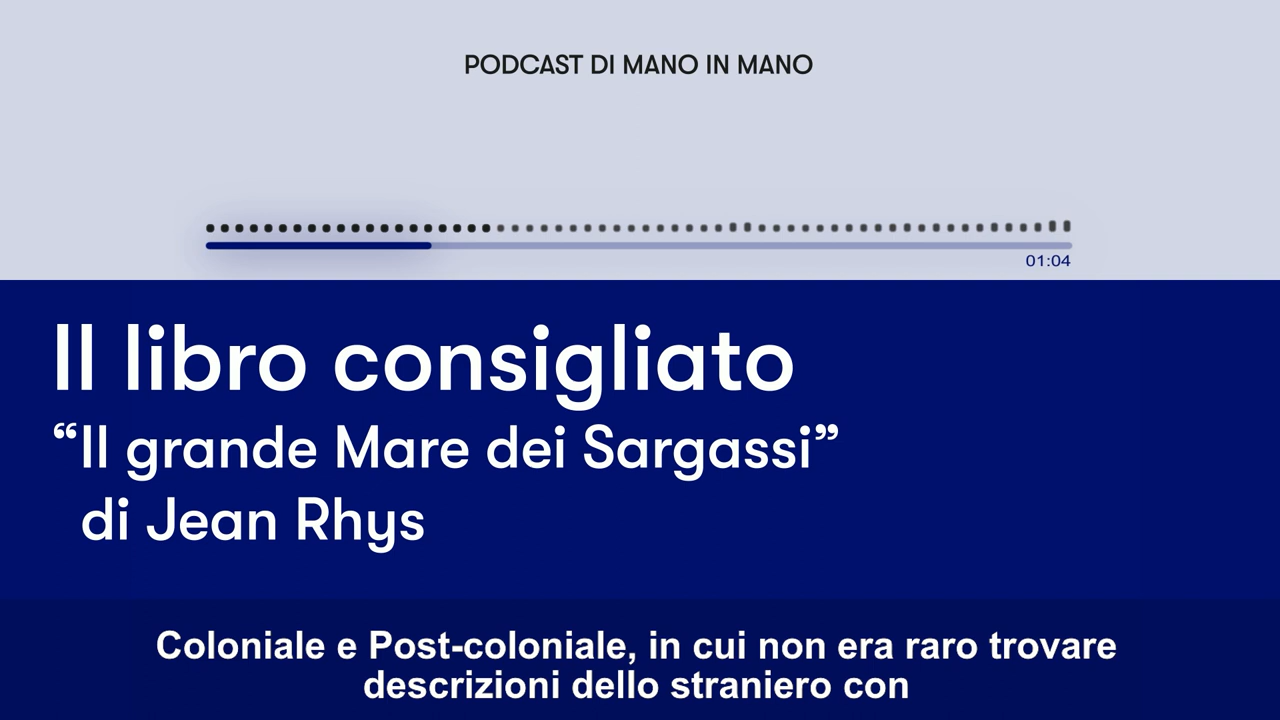 PODCAST DI MANO IN MANO
01:04
Il libro consigliato
“Il grande Mare dei Sargassi”
di Jean Rhys
Coloniale e Post-coloniale, in cui non era raro trovare
descrizioni dello straniero con